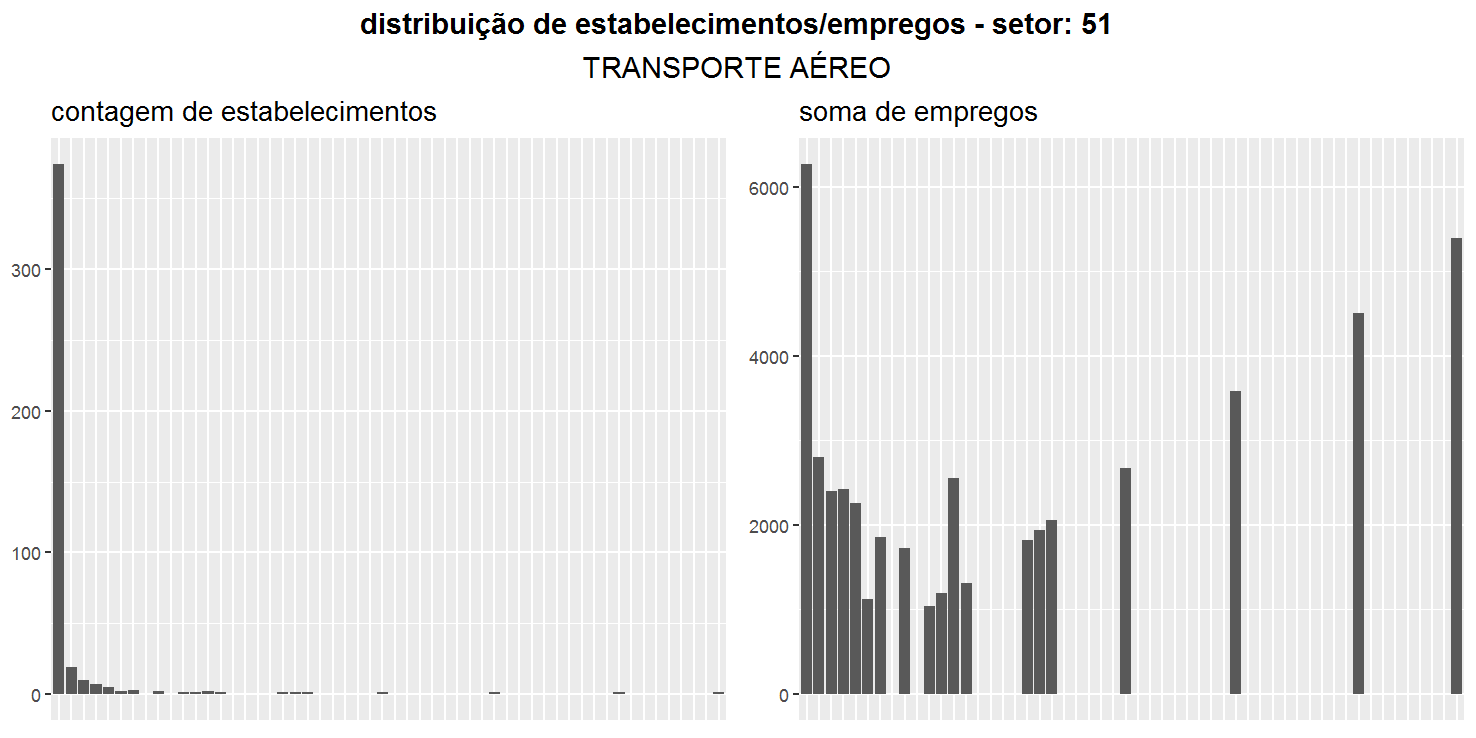 distribuição de estabelecimentos/empregos - setor: 51
TRANSPORTE AÉREO
contagem de estabelecimentos
300
200
100
0
soma de empregos
6000
4000
2000
0